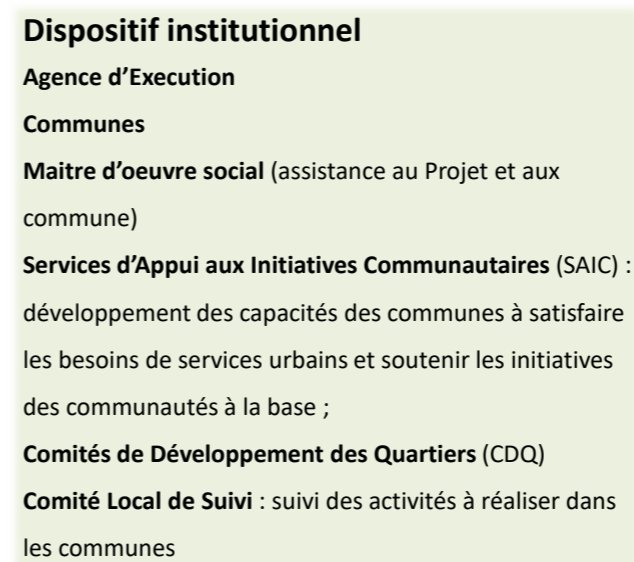 Dispositif institutionnel
Agence d’Execution
Communes
Maitre d’oeuvre social (assistance au Projet et aux
commune)
Services d’Appui aux Initiatives Communautaires (SAIC) :
développement des capacités des communes à satisfaire
les besoins de services urbains et soutenir les initiatives
des communautés à la base ;
Comités de Développement des Quartiers (CDQ)
Comité Local de Suivi : suivi des activités à réaliser dans
les communes